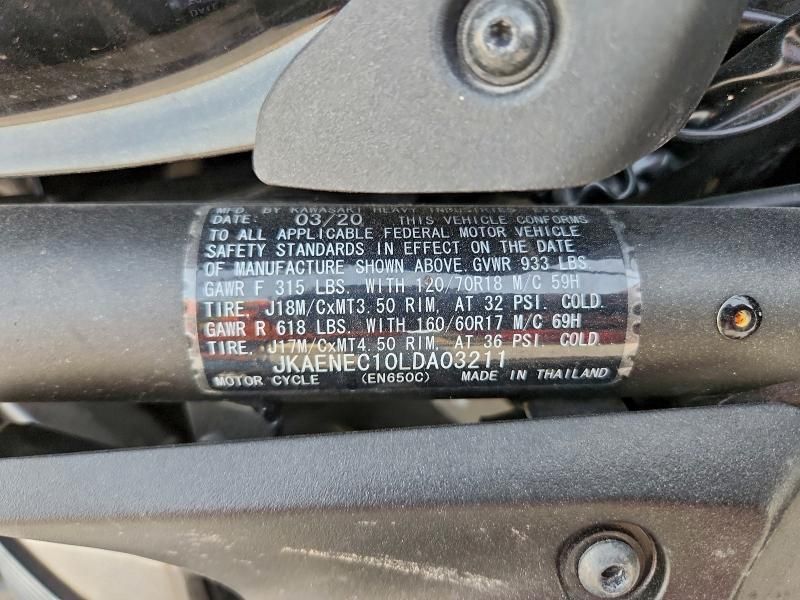 MFD. BY KAWASAKI HEAVY INDUSTRIES
DATE: 03/20 THIS VEHICLE CONFORMS
TO ALL APPLICABLE FEDERAL MOTOR VEHICLE
SAFETY STANDARDS IN EFFECT ON THE DATE
OF MANUFACTURE SHOWN ABOVE. GVWR 933 LBS.
GAWR F 315 LBS. WITH 120/70R18 M/C 59H
TIRE, J18M/CxMT3.50 RIM, AT 32 PSI. COLD.
GAWR R 618 LBS. WITH 160/60R17 M/C 69H
TIRE, J17M/CxMT4.50 RIM, AT 36 PSI. COLD.
JKAENEC10LDA03211
MOTOR CYCLE (EN650C) MADE IN THAILAND